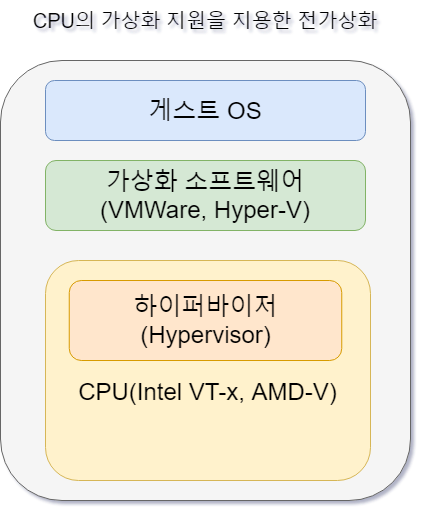 CPU의 가상화 지원을 지용한 전가상화
게스트 OS
가상화 소프트웨어
(VMWare, Hyper-V)
하이퍼바이저
(Hypervisor)
CPU(Intel VT-x, AMD-V)